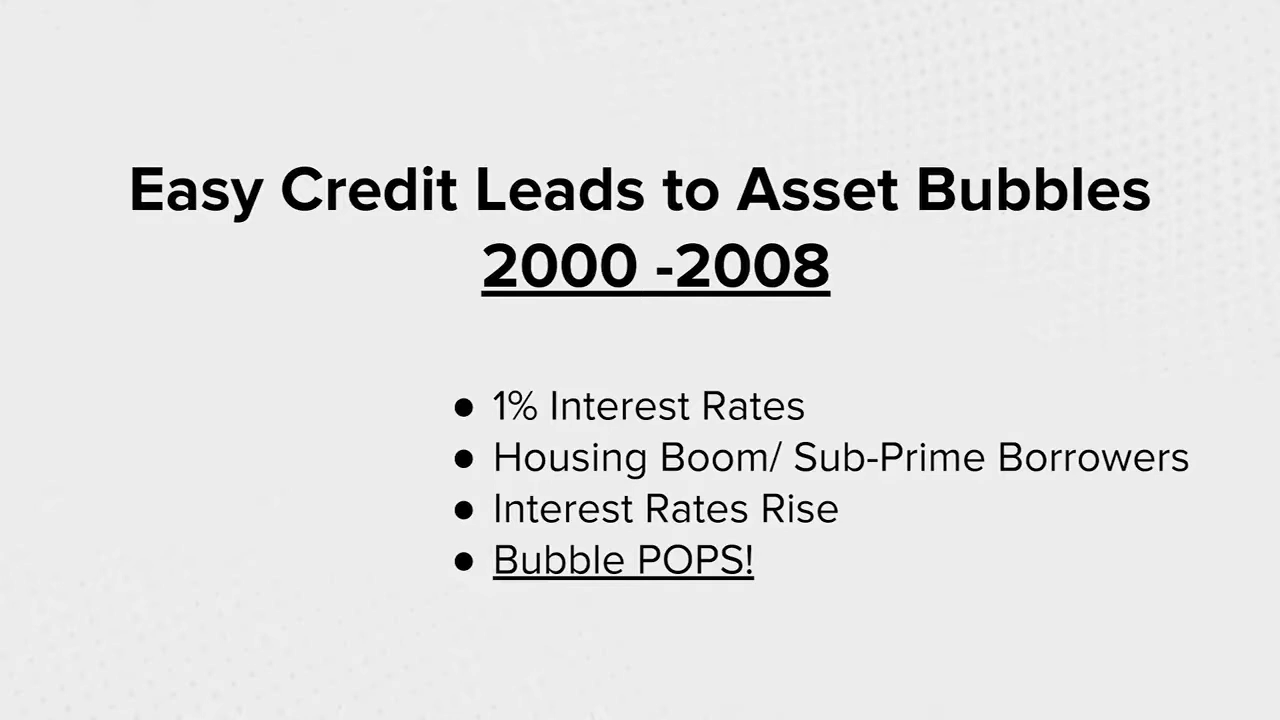 Easy Credit Leads to Asset Bubbles
2000 -2008
● 1% Interest Rates
● Housing Boom/ Sub-Prime Borrowers
● Interest Rates Rise
● Bubble POPS!